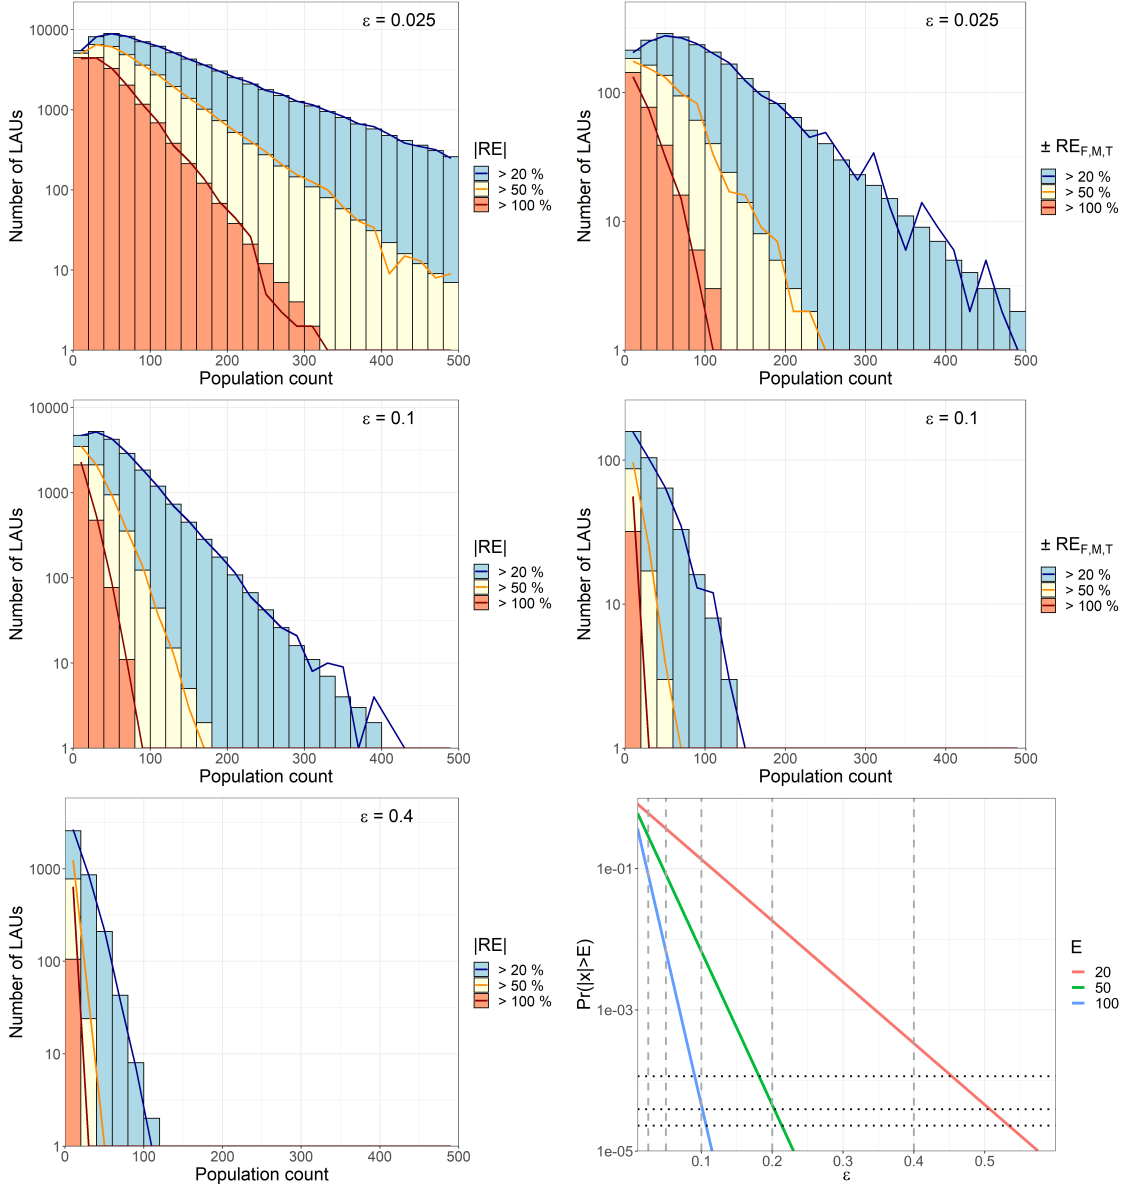 ε = 0.025
Number of LAUs
10000
1000
100
10
1
0
100
200
300
400
500
Population count
|RE|
> 20 %
> 50 %
> 100 %
ε = 0.025
Number of LAUs
100
10
1
0
100
200
300
400
500
Population count
± RE F,M,T
> 20 %
> 50 %
> 100 %
ε = 0.1
Number of LAUs
10000
1000
100
10
1
0
100
200
300
400
500
Population count
|RE|
> 20 %
> 50 %
> 100 %
ε = 0.1
Number of LAUs
100
10
1
0
100
200
300
400
500
Population count
± RE F,M,T
> 20 %
> 50 %
> 100 %
ε = 0.4
Number of LAUs
1000
100
10
1
0
100
200
300
400
500
Population count
|RE|
> 20 %
> 50 %
> 100 %
Pr(|x|>E)
1e-01
1e-03
1e-05
0.1
0.2
0.3
0.4
0.5
ε
E
20
50
100